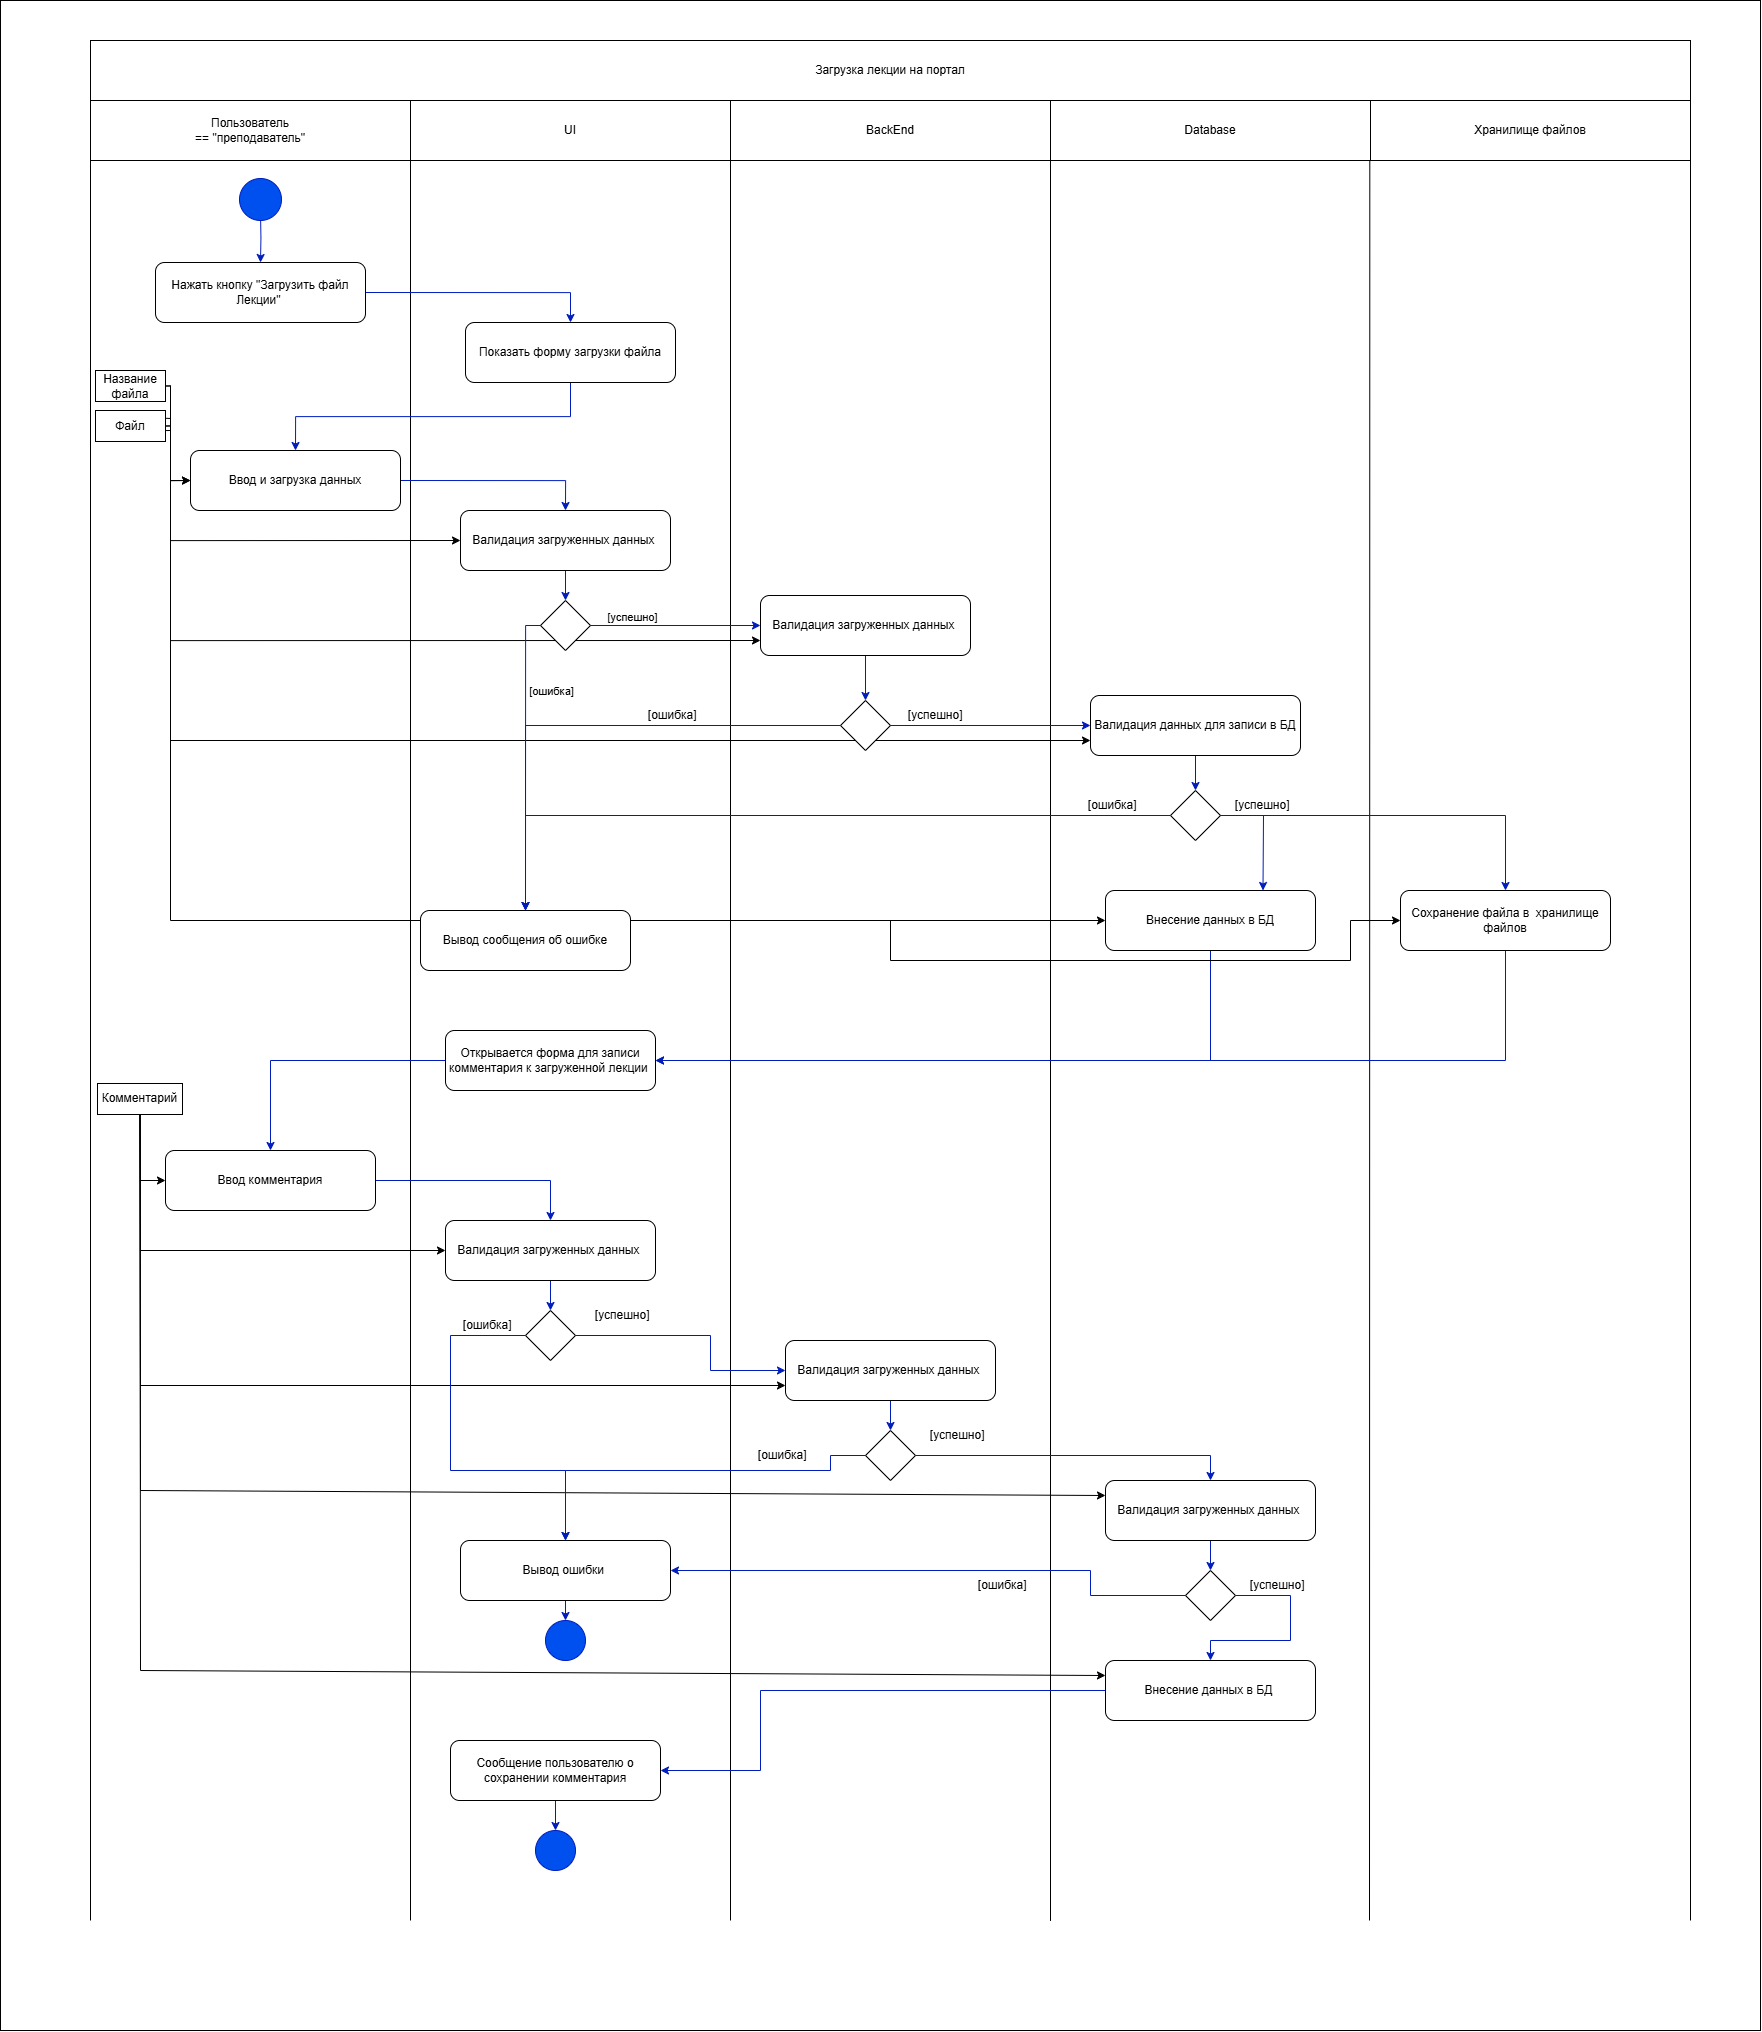 Загрузка лекции на портал
Пользователь
== "преподаватель"
UI
BackEnd
Database
Хранилище файлов
Нажать кнопку "Загрузить файл
Лекции"
Показать форму загрузки файла
Название
файла
Файл
Ввод и загрузка данных
Валидация загруженных данных
[успешно]
Валидация загруженных данных
[ошибка]
[ошибка]
[успешно]
Валидация данных для записи в БД
[ошибка]
[успешно]
Вывод сообщения об ошибке
Внесение данных в БД
Сохранение файла в хранилище
файлов
Открывается форма для записи
комментария к загруженной лекции
Комментарий
Ввод комментария
Валидация загруженных данных
[ошибка]
[успешно]
Валидация загруженных данных
[ошибка]
[успешно]
Валидация загруженных данных
Вывод ошибки
[ошибка]
[успешно]
Внесение данных в БД
Сообщение пользователю о
сохранении комментария